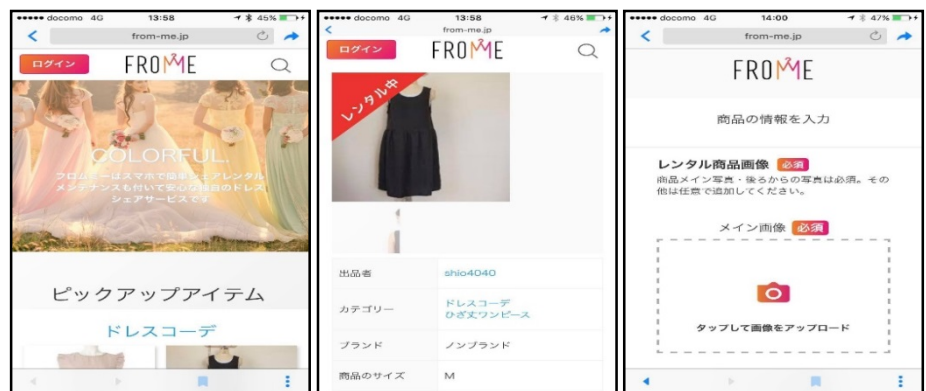 docomo 4G 13:58 45%
from-me.jp
ログイン
FROMME
COLORFUL.
フロムミーはスマホで簡単シェアレンタル
メンテナンスも付いて安心な独自のドレス
シェアサービスです
ピックアップアイテム
ドレスコーデ
docomo 4G 13:58 46%
from-me.jp
ログイン
FROMME
レンタル中
出品者 shio4040
カテゴリー ドレスコーデ
ひざ丈ワンピース
ブランド ノンブランド
商品のサイズ M
docomo 4G 14:00 47%
from-me.jp
FROMME
商品の情報を入力
レンタル商品画像 必須
商品メイン写真・後ろからの写真は必須。その
他は任意で追加してください。
メイン画像 必須
タップして画像をアップロード